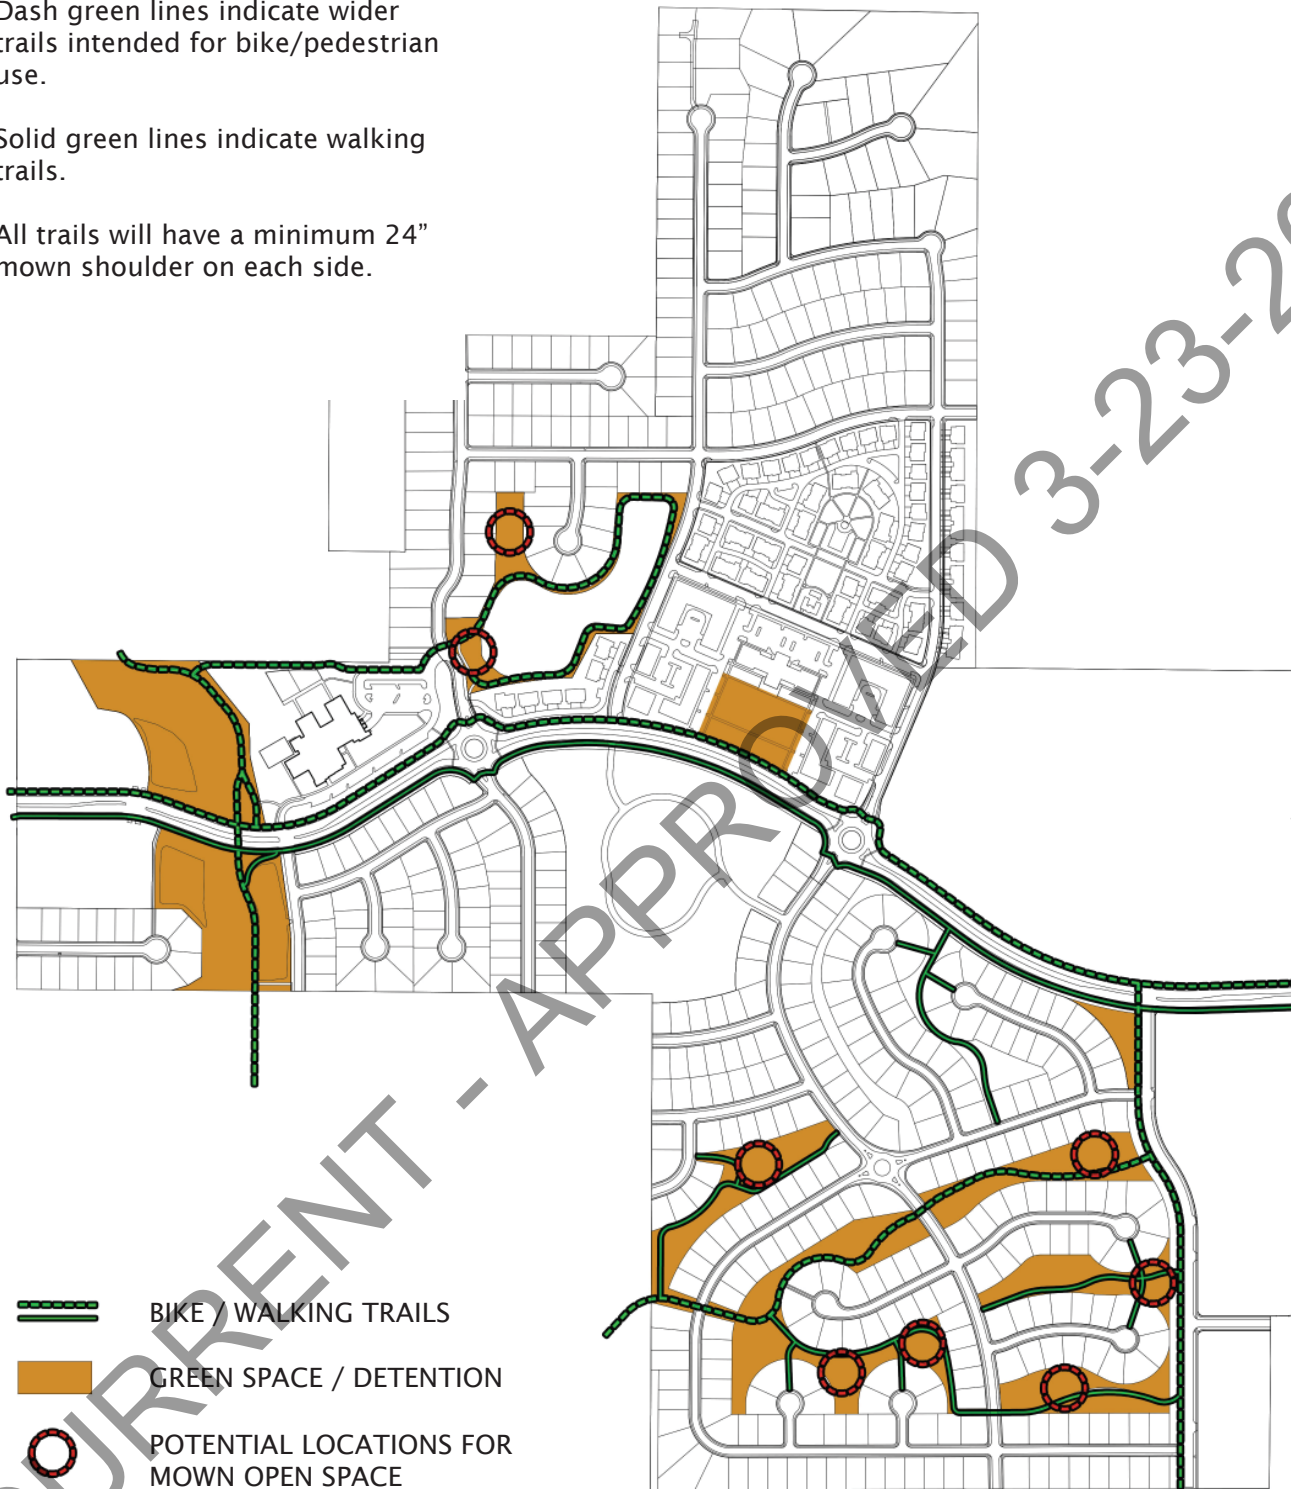 Dash green lines indicate wider
trails intended for bike/pedestrian
use.
Solid green lines indicate walking
trails.
All trails will have a minimum 24”
mown shoulder on each side.
CURRENT - APPROVED 3-23-20
BIKE / WALKING TRAILS
GREEN SPACE / DETENTION
POTENTIAL LOCATIONS FOR
MOWN OPEN SPACE